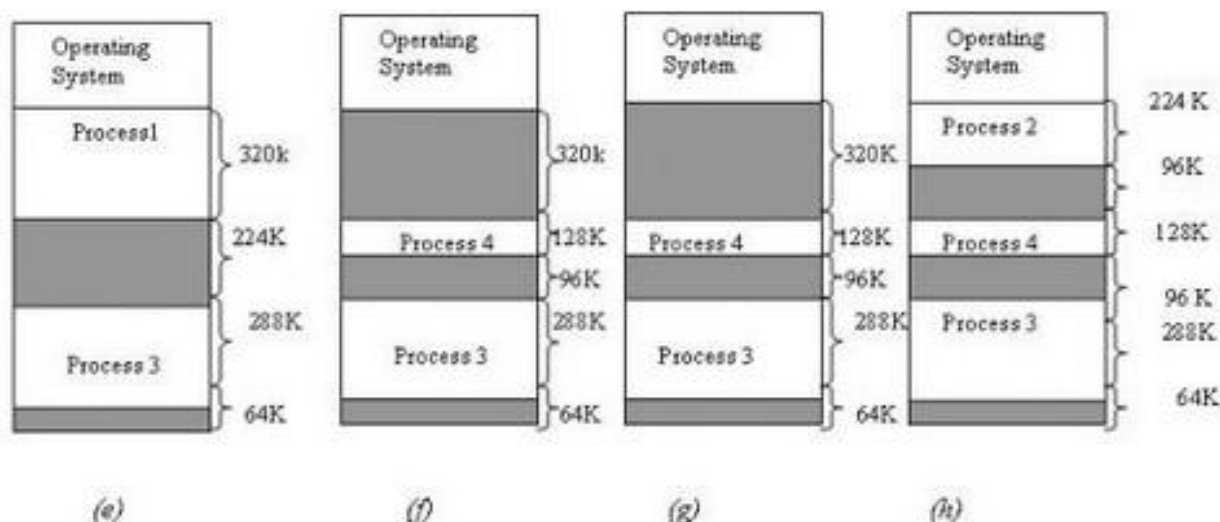 Operating
System
Process1
320k
224K
288K
Process 3
64K
(e)
Operating
System
320k
Process 4
128K
96K
288K
Process 3
64K
(f)
Operating
System
320K
Process 4
128K
96K
288K
Process 3
64K
(g)
Operating
System
224 K
Process 2
96K
Process 4
128K
96 K
Process 3
288K
64K
(h)